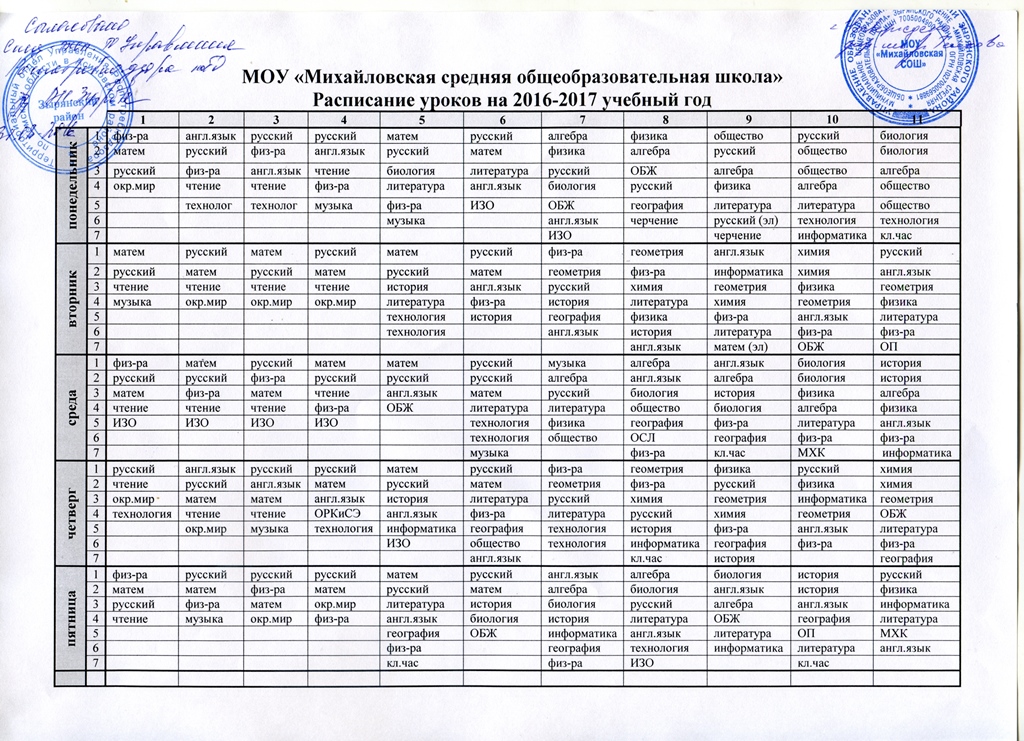 Согласовано
МОУ «Михайловская СОШ»
Зырянский район
МОУ «Михайловская средняя общеобразовательная школа»
Расписание уроков на 2016-2017 учебный год
1 2 3 4 5 6 7 8 9 10 11
понедельник
1 физ-ра англ.язык русский русский матем русский алгебра физика общество русский биология
2 матем русский физ-ра англ.язык русский матем физика алгебра русский общество биология
3 русский физ-ра англ.язык чтение биология литература русский ОБЖ алгебра общество алгебра
4 окр.мир чтение чтение физ-ра литература англ.язык биология русский физика алгебра общество
5 технолог технолог музыка физ-ра ИЗО ОБЖ география литература литература общество
6 музыка англ.язык черчение русский (эл) технология технология
7 ИЗО черчение информатика кл.час
вторник
1 матем русский матем русский матем русский физ-ра геометрия англ.язык химия русский
2 русский матем русский матем русский матем геометрия физ-ра информатика химия англ.язык
3 чтение чтение чтение чтение история англ.язык русский химия геометрия физика геометрия
4 музыка окр.мир окр.мир окр.мир литература физ-ра история литература химия геометрия физика
5 технология история география физика физ-ра англ.язык литература
6 технология англ.язык история литература физ-ра физ-ра
7 англ.язык матем (эл) ОБЖ ОП
среда
1 физ-ра матем русский матем матем русский музыка алгебра англ.язык биология история
2 русский русский физ-ра русский русский русский алгебра англ.язык алгебра биология история
3 матем физ-ра матем чтение англ.язык матем русский биология история физика алгебра
4 чтение чтение чтение физ-ра ОБЖ литература литература общество биология алгебра физика
5 ИЗО ИЗО ИЗО ИЗО технология физика география физ-ра литература англ.язык
6 технология общество ОСЛ география физ-ра физ-ра
7 музыка физ-ра кл.час МХК информатика
четверг
1 русский англ.язык русский русский матем русский физ-ра геометрия физика русский химия
2 чтение русский англ.язык матем русский матем геометрия физ-ра русский физика химия
3 окр.мир матем матем англ.язык история литература русский химия геометрия информатика геометрия
4 технология чтение чтение ОРКиСЭ англ.язык физ-ра литература русский химия геометрия ОБЖ
5 окр.мир музыка технология информатика география технология история физ-ра англ.язык литература
6 ИЗО общество технология информатика география физ-ра физ-ра
7 англ.язык кл.час история география
пятница
1 физ-ра русский русский русский матем русский англ.язык алгебра биология история русский
2 матем матем физ-ра матем русский матем алгебра биология англ.язык история физика
3 русский физ-ра матем окр.мир литература история биология русский алгебра англ.язык информатика
4 чтение музыка окр.мир физ-ра англ.язык биология история литература ОБЖ география литература
5 география ОБЖ информатика англ.язык литература ОП МХК
6 физ-ра география технология информатика литература англ.язык
7 кл.час физ-ра ИЗО кл.час